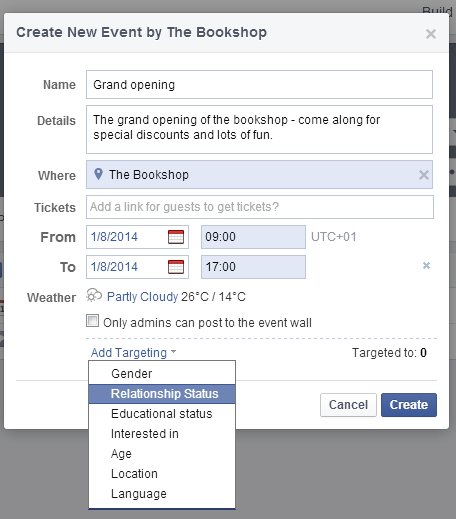 Build
Create New Event by The Bookshop
Name Grand opening
Details The grand opening of the bookshop - come along for
special discounts and lots of fun.
Where The Bookshop
Tickets Add a link for guests to get tickets?
From 1/8/2014 09:00 UTC+01
To 1/8/2014 17:00
Weather Partly Cloudy 26°C / 14°C
Only admins can post to the event wall
Add Targeting Targeted to: 0
Gender
Relationship Status
Educational status
Interested in
Age
Location
Language
Cancel Create